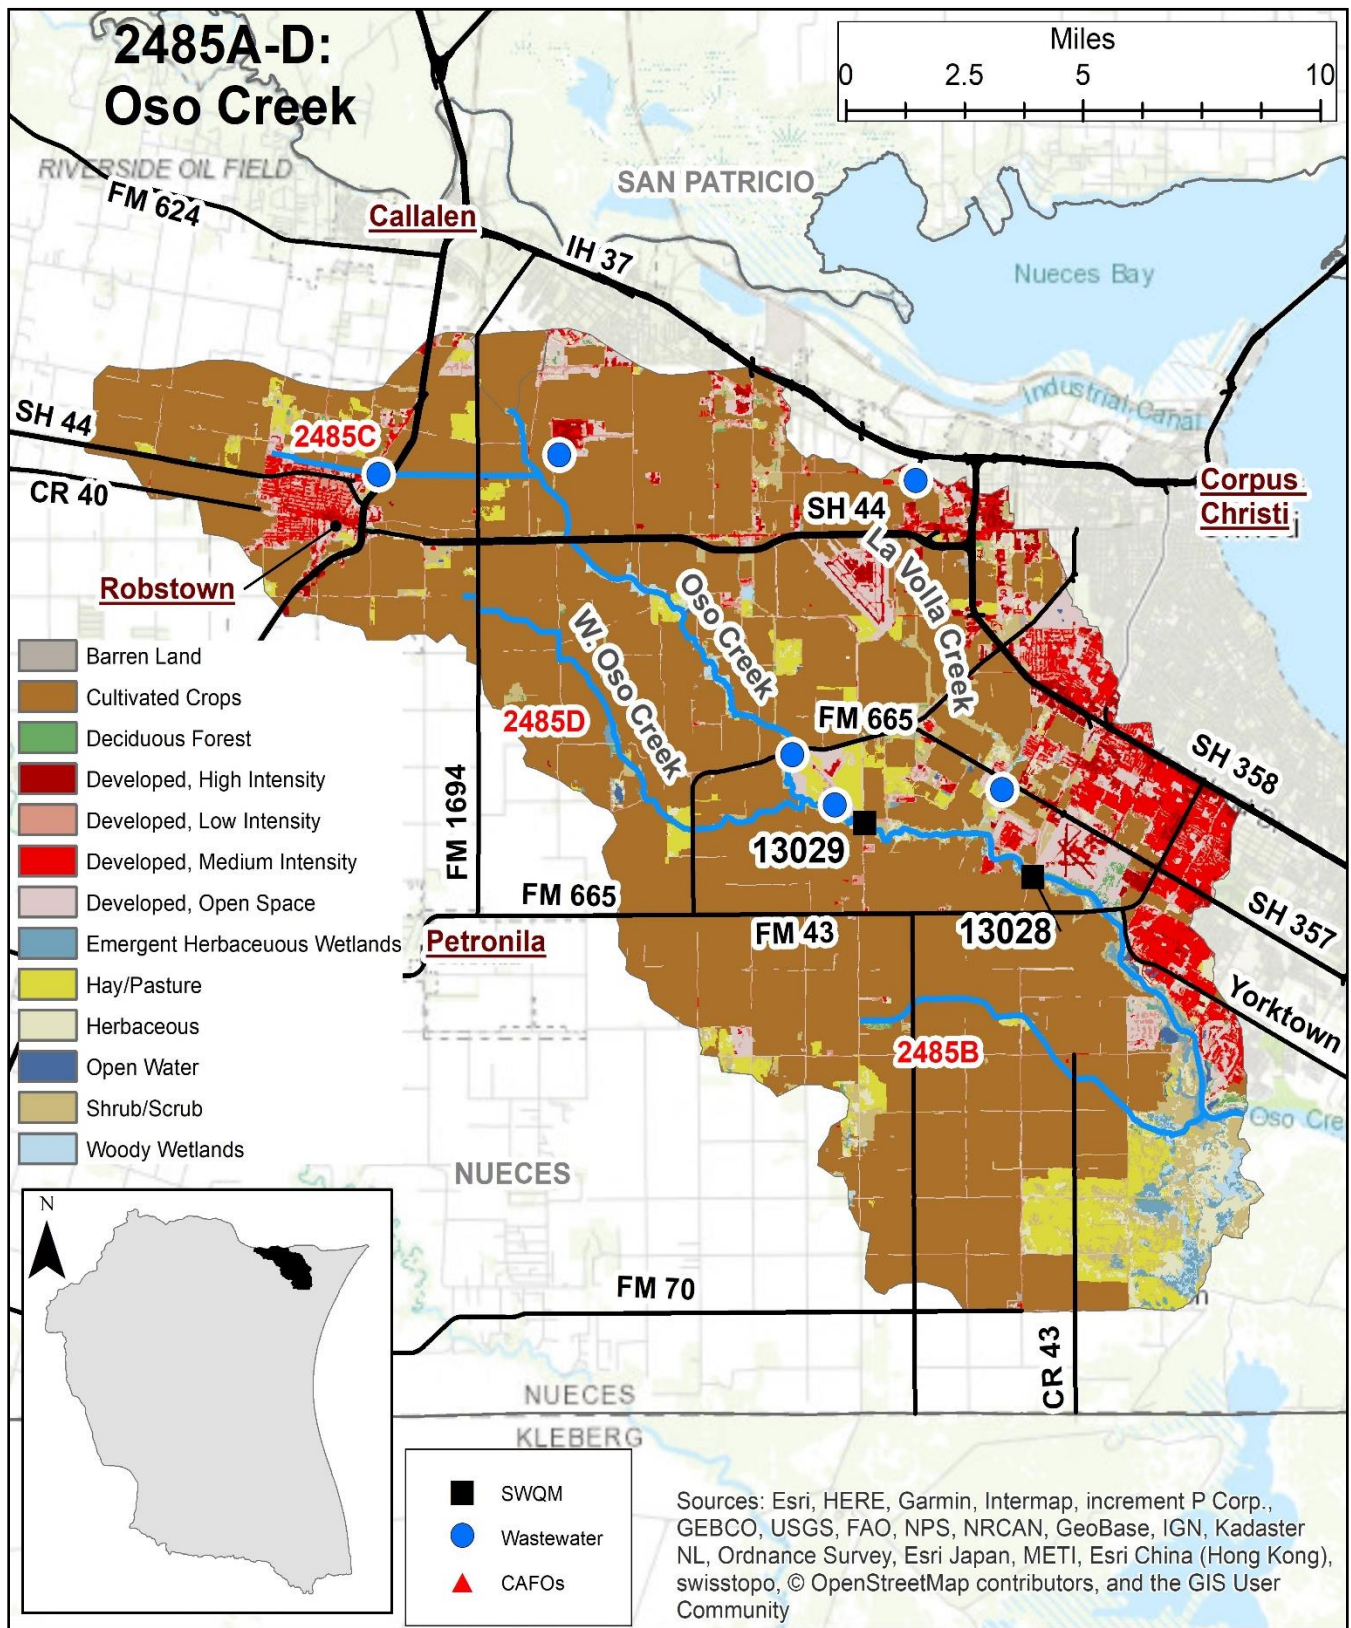 2485A-D:
Oso Creek
Miles
0 2.5 5 10
RIVERSIDE OIL FIELD
FM 624
Callalen
SAN PATRICIO
IH 37
Nueces Bay
Industrial Canal
SH 44
2485C
CR 40
Corpus
Christi
SH 44
La Volla Creek
Robstown
Oso Creek
W. Oso Creek
2485D
FM 665
SH 358
FM 1694
13029
FM 665
FM 43
13028
SH 357
Petronila
Yorktown
2485B
Oso Cre
Barren Land
Cultivated Crops
Deciduous Forest
Developed, High Intensity
Developed, Low Intensity
Developed, Medium Intensity
Developed, Open Space
Emergent Herbaceuous Wetlands
Hay/Pasture
Herbaceous
Open Water
Shrub/Scrub
Woody Wetlands
NUECES
N
FM 70
CR 43
NUECES
KLEBERG
SWQM
Wastewater
CAFOs
Sources: Esri, HERE, Garmin, Intermap, increment P Corp.,
GEBCO, USGS, FAO, NPS, NRCAN, GeoBase, IGN, Kadaster
NL, Ordnance Survey, Esri Japan, METI, Esri China (Hong Kong),
swisstopo, © OpenStreetMap contributors, and the GIS User
Community